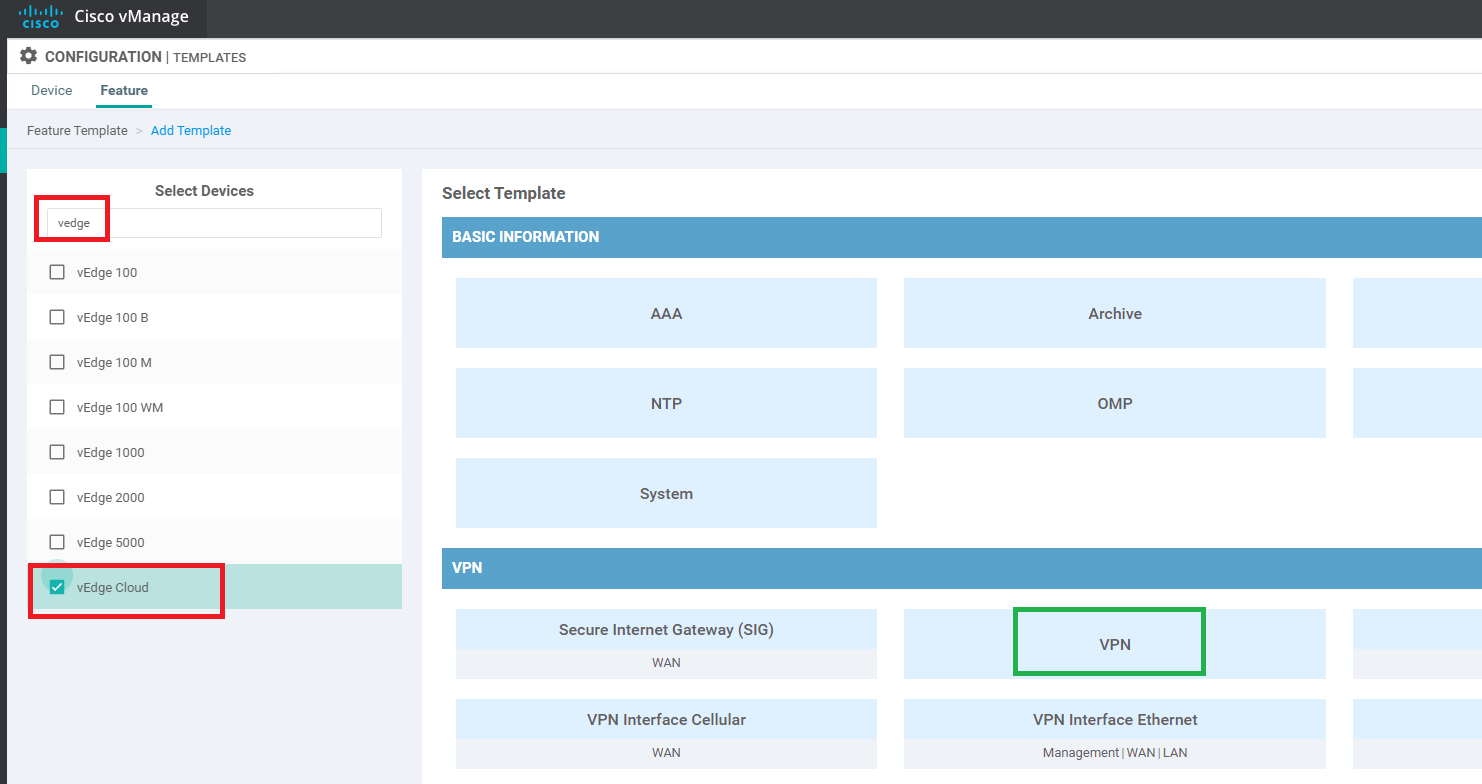 CISCO
Cisco vManage
CONFIGURATION | TEMPLATES
Device
Feature
Feature Template > Add Template
Select Devices
vedge
vEdge 100
vEdge 100 B
vEdge 100 M
vEdge 100 WM
vEdge 1000
vEdge 2000
vEdge 5000
vEdge Cloud
Select Template
BASIC INFORMATION
AAA
Archive
NTP
OMP
System
VPN
Secure Internet Gateway (SIG)
WAN
VPN
VPN Interface Cellular
WAN
VPN Interface Ethernet
Management | WAN | LAN